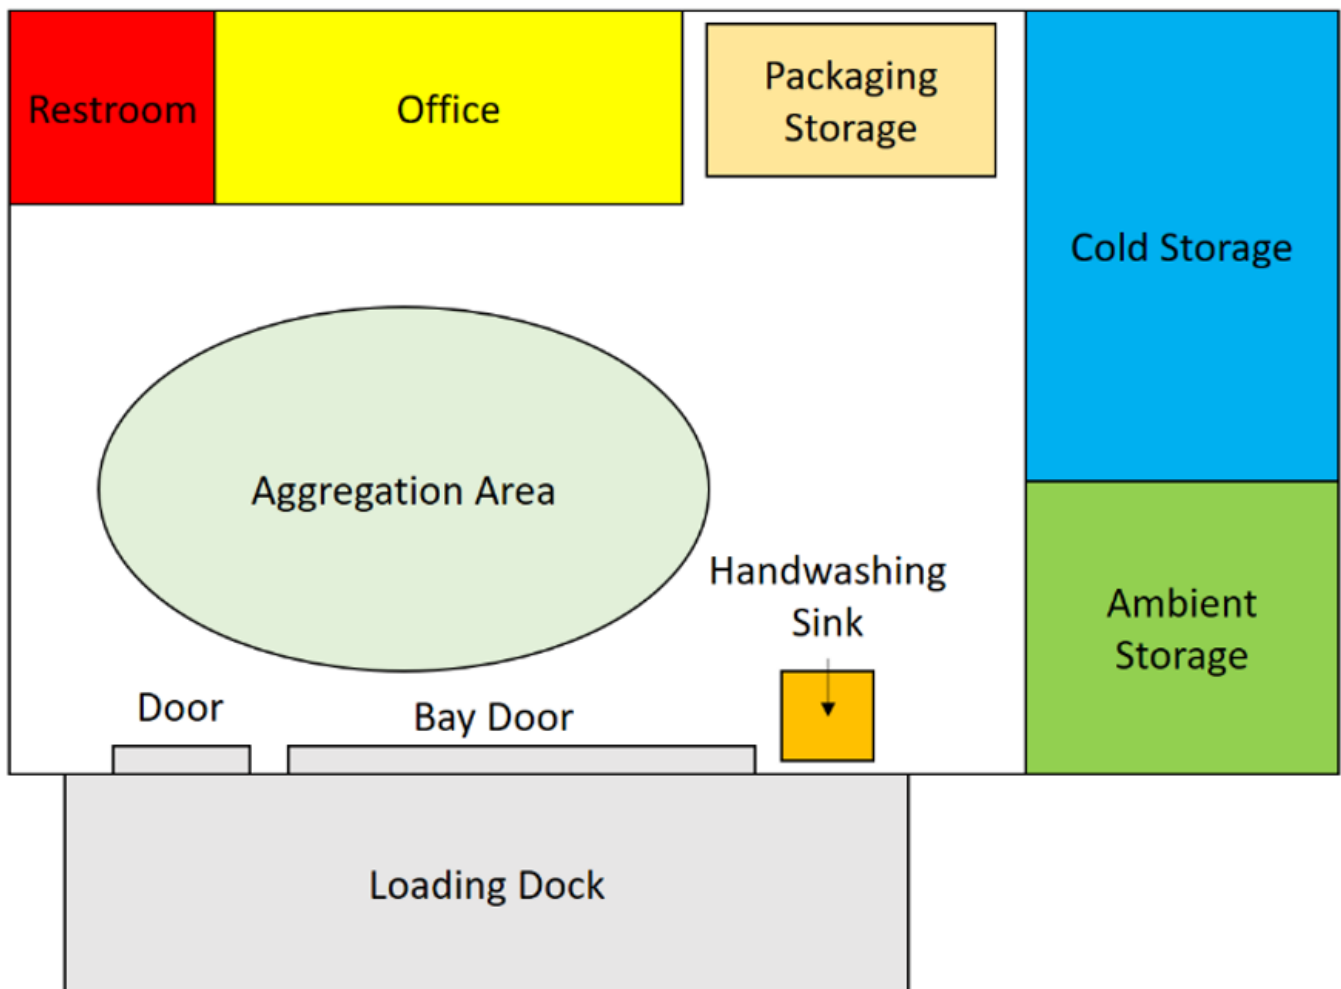 Restroom
Office
Packaging
Storage
Cold Storage
Aggregation Area
Handwashing
Sink
Ambient
Storage
Door
Bay Door
Loading Dock